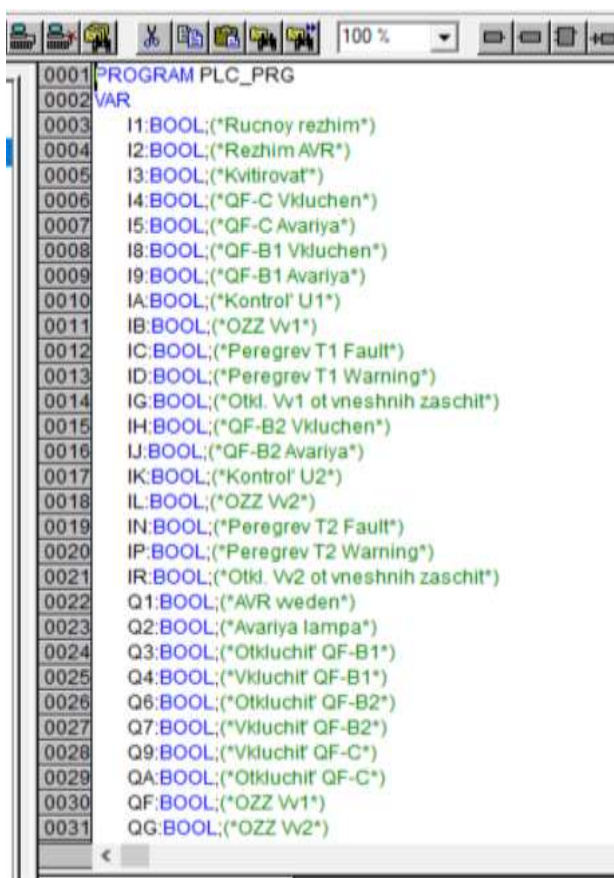 100 %
0001 PROGRAM PLC_PRG
0002 VAR
0003 I1:BOOL;(*Rucnoy rezhim*)
0004 I2:BOOL;(*Rezhim AVR*)
0005 I3:BOOL;(*Kvitirovat'*)
0006 I4:BOOL;(*QF-C Vkluchen*)
0007 I5:BOOL;(*QF-C Avariya*)
0008 I8:BOOL;(*QF-B1 Vkluchen*)
0009 I9:BOOL;(*QF-B1 Avariya*)
0010 IA:BOOL;(*Kontrol' U1*)
0011 IB:BOOL;(*OZZ Vv1*)
0012 IC:BOOL;(*Peregrev T1 Fault*)
0013 ID:BOOL;(*Peregrev T1 Warning*)
0014 IG:BOOL;(*Otkl. Vv1 ot vneshnih zaschit*)
0015 IH:BOOL;(*QF-B2 Vkluchen*)
0016 IJ:BOOL;(*QF-B2 Avariya*)
0017 IK:BOOL;(*Kontrol' U2*)
0018 IL:BOOL;(*OZZ Vv2*)
0019 IN:BOOL;(*Peregrev T2 Fault*)
0020 IP:BOOL;(*Peregrev T2 Warning*)
0021 IR:BOOL;(*Otkl. Vv2 ot vneshnih zaschit*)
0022 Q1:BOOL;(*AVR vveden*)
0023 Q2:BOOL;(*Avariya lampa*)
0024 Q3:BOOL;(*Otkluchit' QF-B1*)
0025 Q4:BOOL;(*Vkluchit' QF-B1*)
0026 Q6:BOOL;(*Otkluchit' QF-B2*)
0027 Q7:BOOL;(*Vkluchit' QF-B2*)
0028 Q9:BOOL;(*Vkluchit' QF-C*)
0029 QA:BOOL;(*Otkluchit' QF-C*)
0030 QF:BOOL;(*OZZ Vv1*)
0031 QG:BOOL;(*OZZ Vv2*)